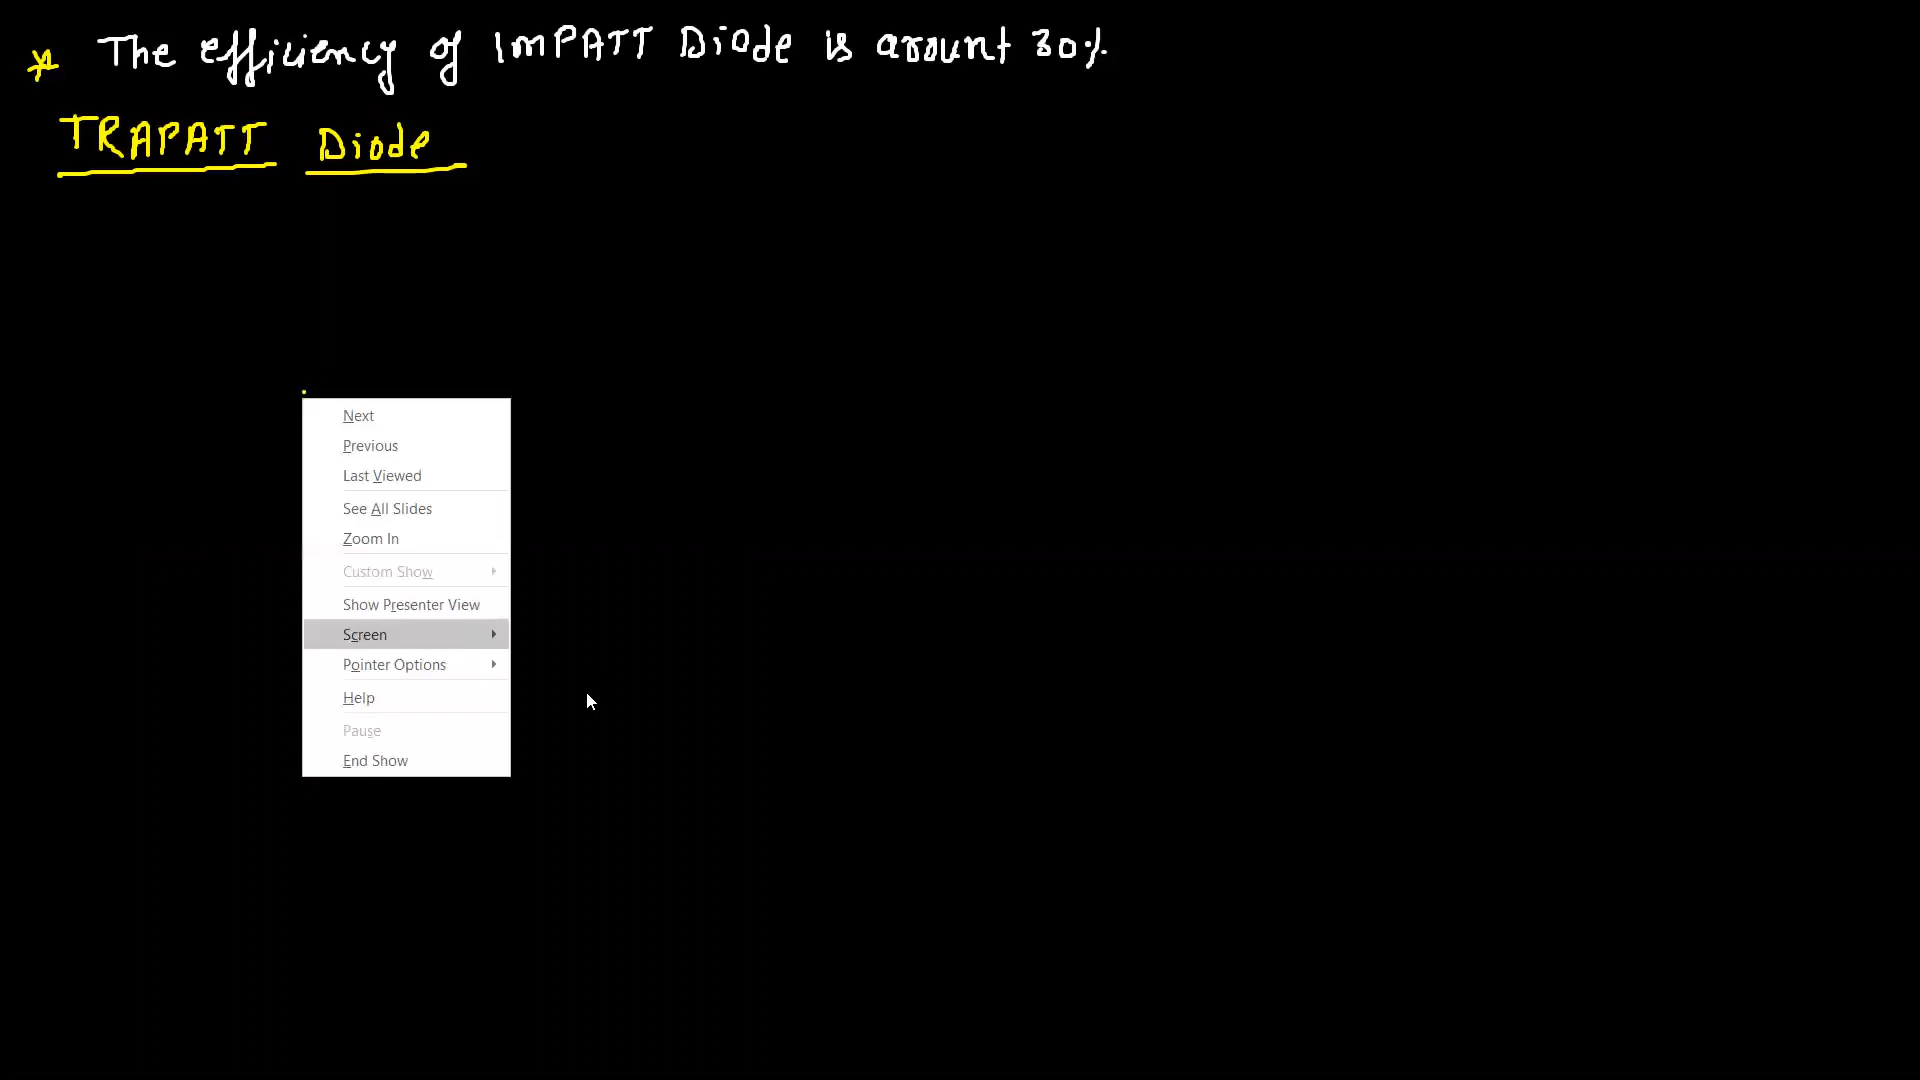 * The efficiency of IMPATT Diode is arount 30%
TRAPATT Diode
Next
Previous
Last Viewed
See All Slides
Zoom In
Custom Show
Show Presenter View
Screen
Pointer Options
Help
Pause
End Show